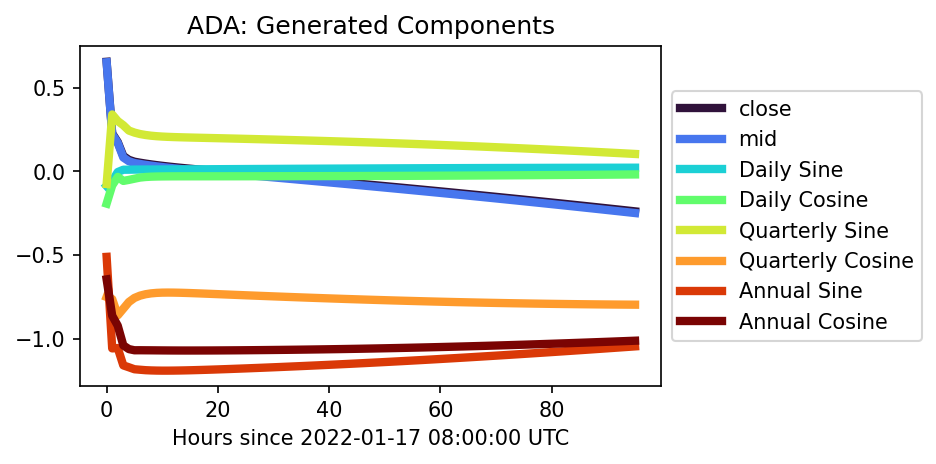 ADA: Generated Components
0.5
0.0
−0.5
−1.0
0 20 40 60 80
Hours since 2022-01-17 08:00:00 UTC
close
mid
Daily Sine
Daily Cosine
Quarterly Sine
Quarterly Cosine
Annual Sine
Annual Cosine